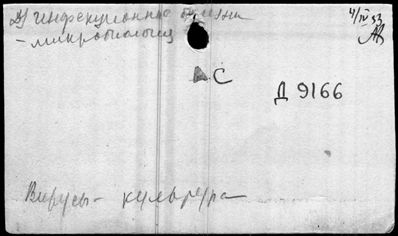 инфекционные болезни
4/IV 53
- микробиология
АС
Д 9166
Вирусы - культура